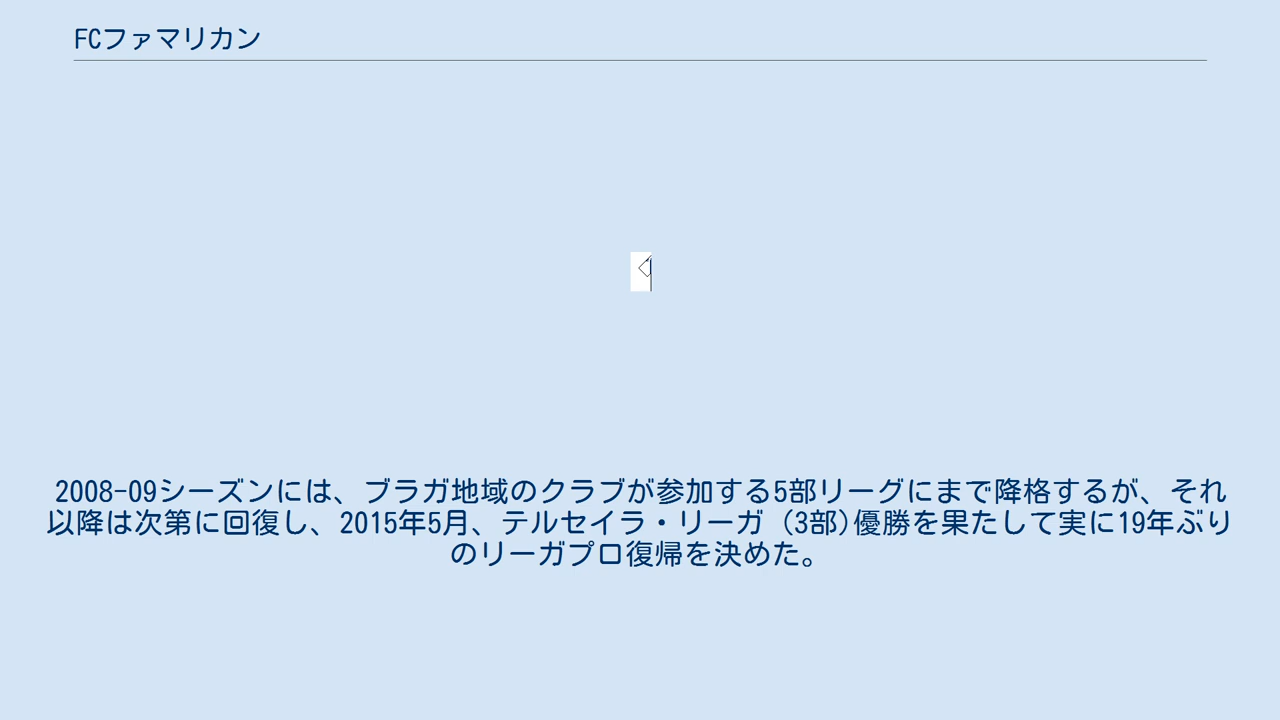 FCファマリカン
2008-09シーズンには、ブラガ地域のクラブが参加する5部リーグにまで降格するが、それ
以降は次第に回復し、2015年5月、テルセイラ・リーガ (3部)優勝を果たして実に19年ぶり
のリーガプロ復帰を決めた。